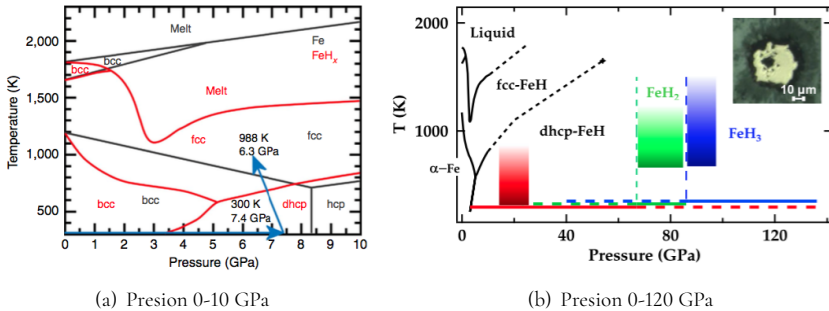 Melt
Fe
FeHx
bcc
bcc
Melt
988 K
6.3 GPa
fcc
fcc
300 K
7.4 GPa
bcc
bcc
dhcp
hcp
2,000
1,500
1,000
500
Temperature (K)
0 1 2 3 4 5 6 7 8 9 10
Pressure (GPa)
(a) Presion 0-10 GPa
2000
1000
0
T (K)
Liquid
fcc-FeH
dhcp-FeH
α–Fe
FeH2
FeH3
10 μm
0 40 80 120
Pressure (GPa)
(b) Presion 0-120 GPa